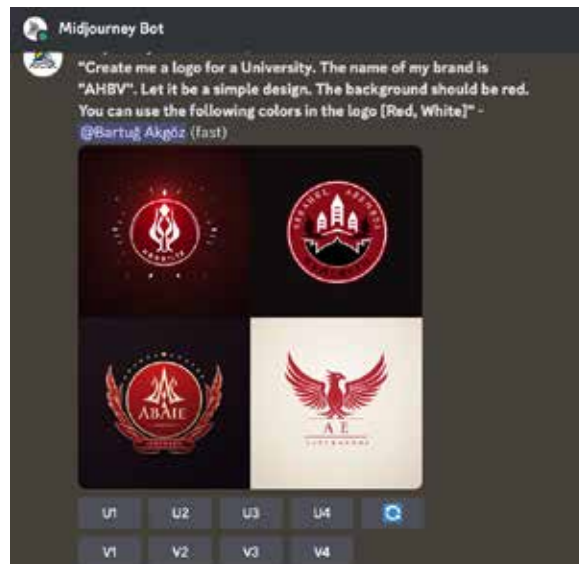 Midjourney Bot
"Create me a logo for a University. The name of my brand is
"AHBV". Let it be a simple design. The background should be red.
You can use the following colors in the logo [Red, White]" -
@Bartuğ Akgöz (fast)
ABAIE
A E
U1 U2 U3 U4
V1 V2 V3 V4